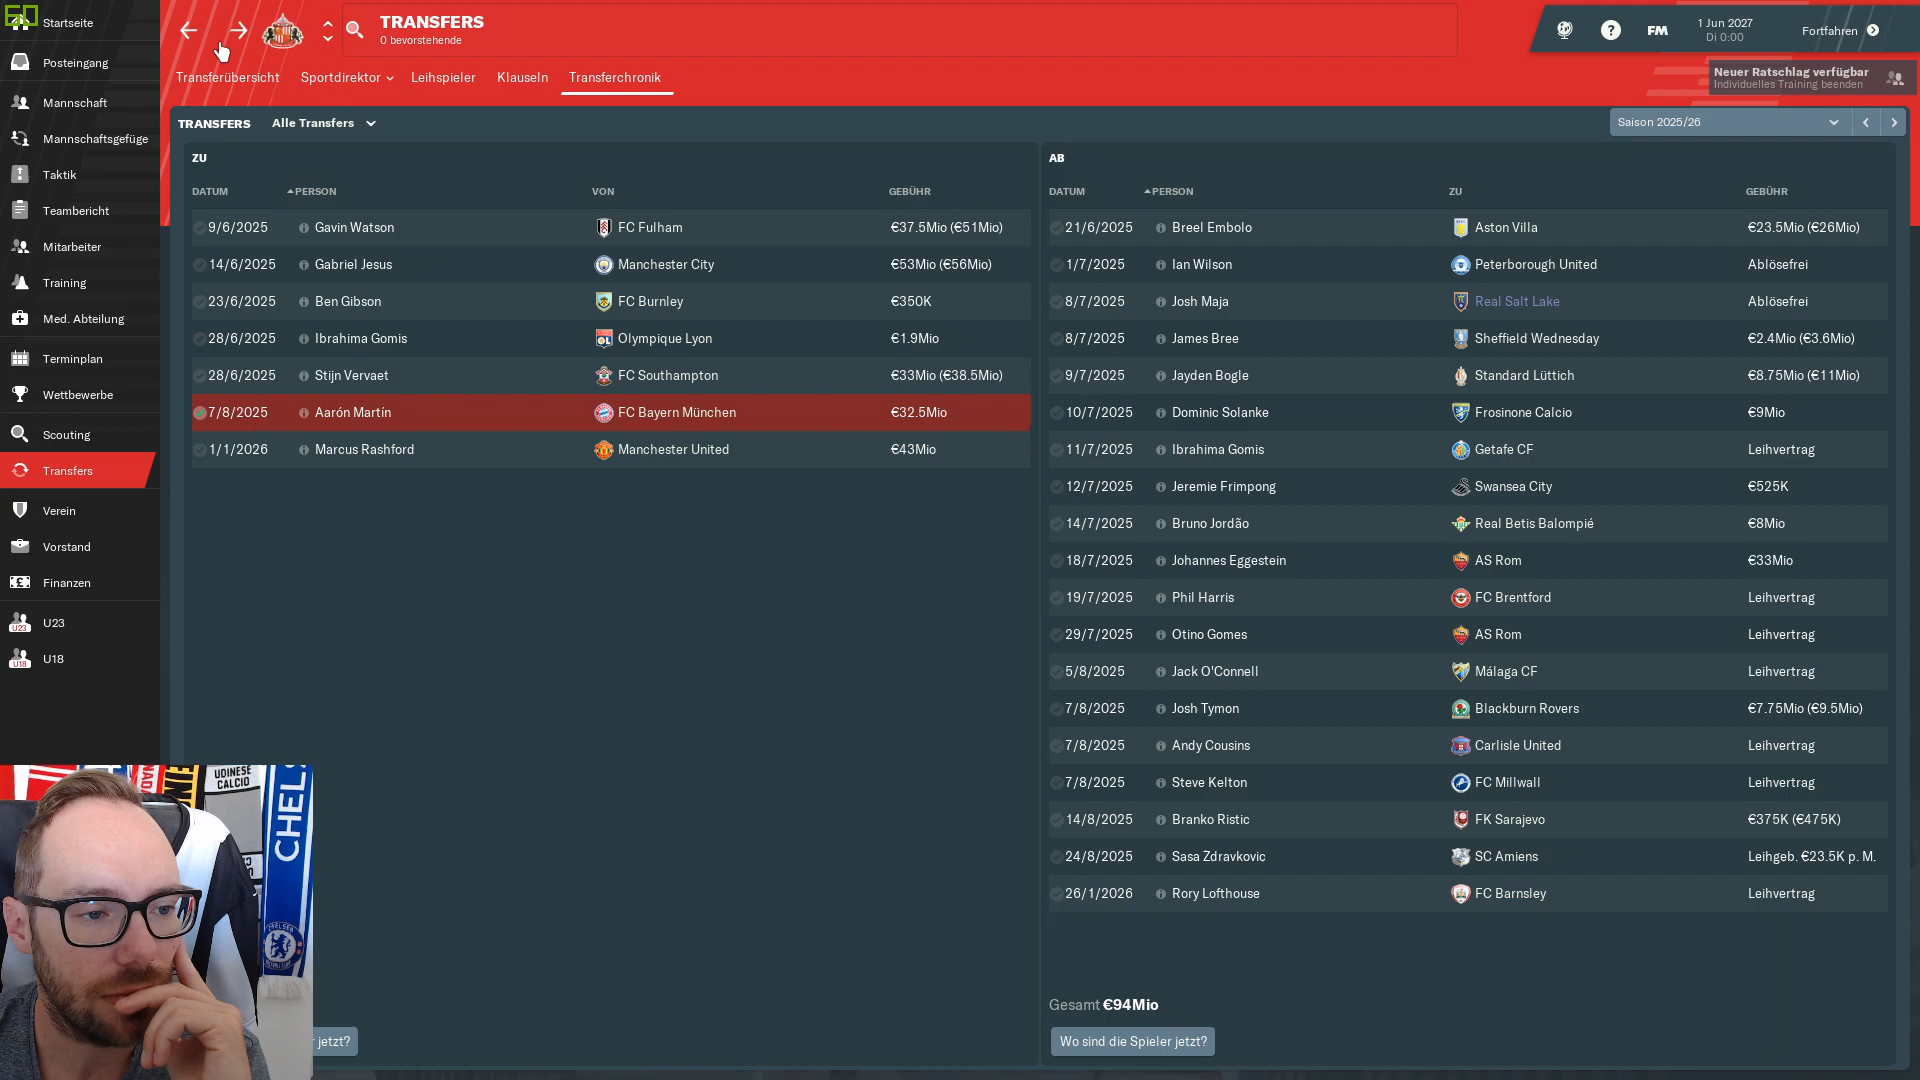 60
Startseite
Posteingang
Mannschaft
Mannschaftsgefüge
Taktik
Teambericht
Mitarbeiter
Training
Med. Abteilung
Terminplan
Wettbewerbe
Scouting
Transfers
Verein
Vorstand
Finanzen
U23 U23
U18 U18
TRANSFERS
0 bevorstehende
FM
1 Jun 2027
Di 0:00
Fortfahren
Transferübersicht Sportdirektor Leihspieler Klauseln Transferchronik
Neuer Ratschlag verfügbar
Individuelles Training beenden
TRANSFERS Alle Transfers Saison 2025/26
ZU
DATUM PERSON VON GEBÜHR
9/6/2025 Gavin Watson FC Fulham €37.5Mio (€51Mio)
14/6/2025 Gabriel Jesus Manchester City €53Mio (€56Mio)
23/6/2025 Ben Gibson FC Burnley €350K
28/6/2025 Ibrahima Gomis Olympique Lyon €1.9Mio
28/6/2025 Stijn Vervaet FC Southampton €33Mio (€38.5Mio)
7/8/2025 Aarón Martín FC Bayern München €32.5Mio
1/1/2026 Marcus Rashford Manchester United €43Mio
AB
DATUM PERSON ZU GEBÜHR
21/6/2025 Breel Embolo Aston Villa €23.5Mio (€26Mio)
1/7/2025 Ian Wilson Peterborough United Ablösefrei
8/7/2025 Josh Maja Real Salt Lake Ablösefrei
8/7/2025 James Bree Sheffield Wednesday €2.4Mio (€3.6Mio)
9/7/2025 Jayden Bogle Standard Lüttich €8.75Mio (€11Mio)
10/7/2025 Dominic Solanke Frosinone Calcio €9Mio
11/7/2025 Ibrahima Gomis Getafe CF Leihvertrag
12/7/2025 Jeremie Frimpong Swansea City €525K
14/7/2025 Bruno Jordão Real Betis Balompié €8Mio
18/7/2025 Johannes Eggestein AS Rom €33Mio
19/7/2025 Phil Harris FC Brentford Leihvertrag
29/7/2025 Otino Gomes AS Rom Leihvertrag
5/8/2025 Jack O'Connell Málaga CF Leihvertrag
7/8/2025 Josh Tymon Blackburn Rovers €7.75Mio (€9.5Mio)
7/8/2025 Andy Cousins Carlisle United Leihvertrag
7/8/2025 Steve Kelton FC Millwall Leihvertrag
14/8/2025 Branko Ristic FK Sarajevo €375K (€475K)
24/8/2025 Sasa Zdravkovic SC Amiens Leihgeb. €23.5K p. M.
26/1/2026 Rory Lofthouse FC Barnsley Leihvertrag
Gesamt €94Mio
Wo sind die Spieler jetzt?
r jetzt?
UDINESE
CALCIO
CHELS